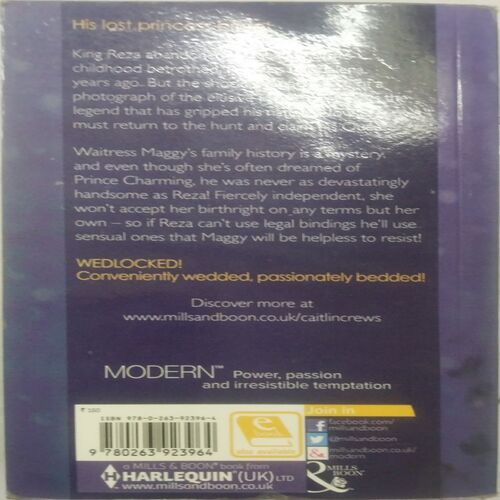 His lost princess
King Reza
childhood
years ago. But the
photograph of the
legend that has gripped his
must return to the hunt and
Waitress Maggy's family history is a mystery,
and even though she's often dreamed of
Prince Charming, he was never as devastatingly
handsome as Reza! Fiercely independent, she
won't accept her birthright on any terms but her
own – so if Reza can't use legal bindings he'll use
sensual ones that Maggy will be helpless to resist!
WEDLOCKED!
Conveniently wedded, passionately bedded!
Discover more at
www.millsandboon.co.uk/caitlincrews
MODERN™ Power, passion
and irresistible temptation
₹ 150
ISBN 978-0-263-92396-4
9 780263 923964
e
book
also available
Join in
facebook.com/
millsandboon
@millsandboon
millsandboon.co.uk/
modern
a MILLS & BOON book from
HARLEQUIN (UK) LTD
www.millsandboon.co.uk
&
MILLS
BOON